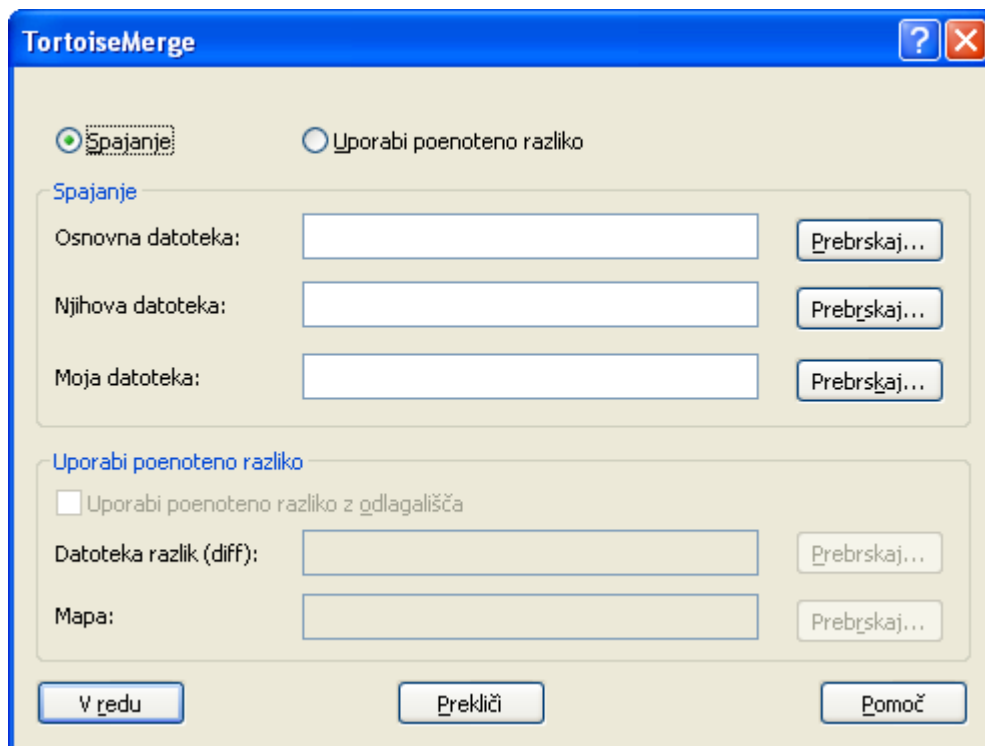 TortoiseMerge
Spajanje Uporabi poenoteno razliko
Spajanje
Osnovna datoteka: Prebrskaj...
Njihova datoteka: Prebrskaj...
Moja datoteka: Prebrskaj...
Uporabi poenoteno razliko
Uporabi poenoteno razliko z odlagališča
Datoteka razlik (diff): Prebrskaj...
Mapa: Prebrskaj...
V redu Prekliči Pomoč